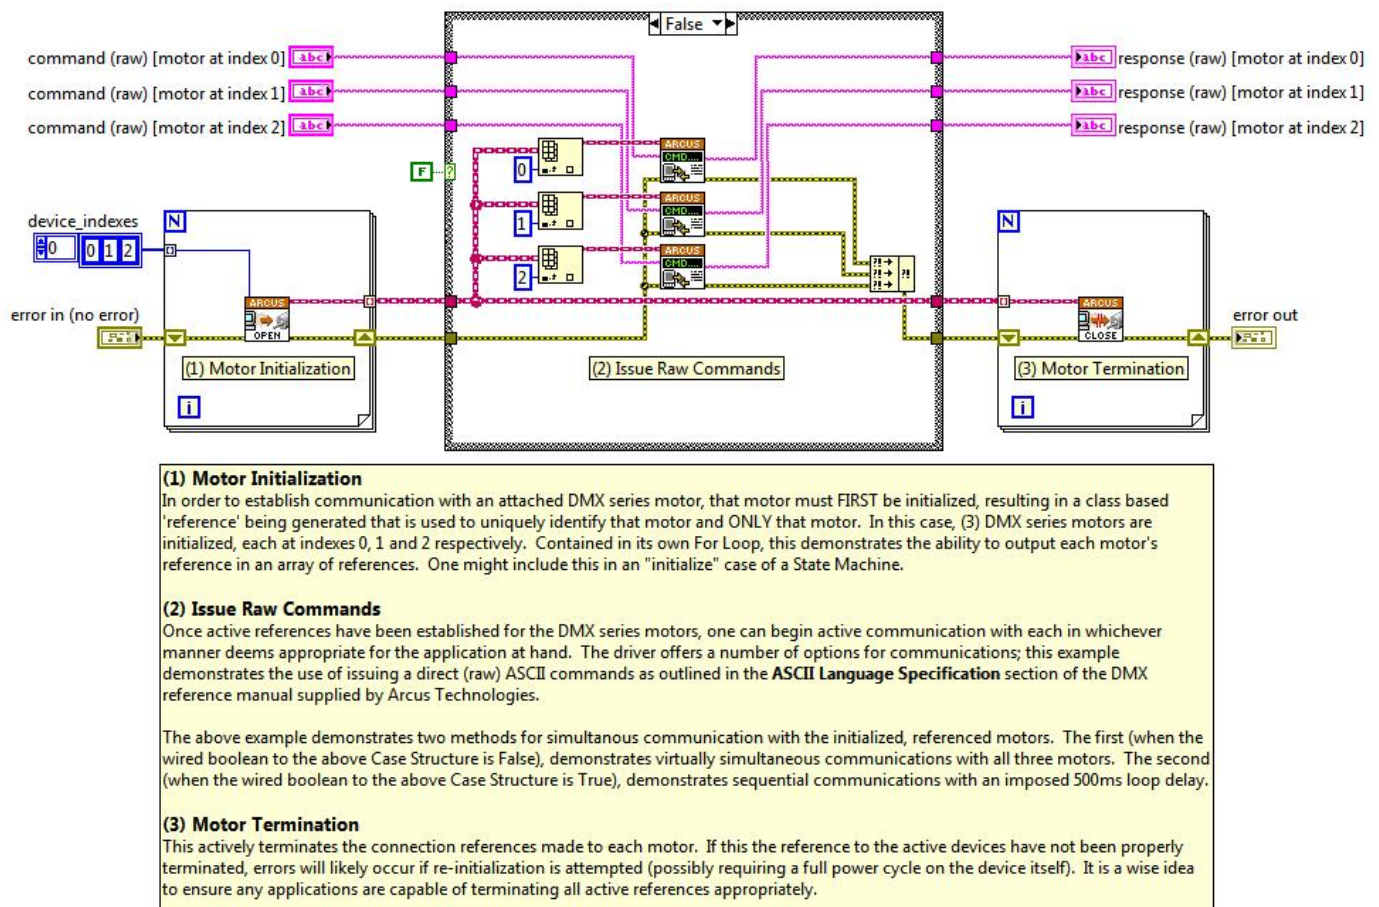 False
command (raw) [motor at index 0] abc
response (raw) [motor at index 0]
abc
command (raw) [motor at index 1] abc
abc
response (raw) [motor at index 1]
command (raw) [motor at index 2] abc
abc
response (raw) [motor at index 2]
ARCUS
CMD....
0
F
?
ARCUS
CMD....
1
device_indexes
N
N
0
0 1 2
ARCUS
CMD....
2
?!
?!
?!
?!
error in (no error)
ARCUS
OPEN
ARCUS
CLOSE
error out
(1) Motor Initialization
(2) Issue Raw Commands
(3) Motor Termination
i
i
(1) Motor Initialization
In order to establish communication with an attached DMX series motor, that motor must FIRST be initialized, resulting in a class based
'reference' being generated that is used to uniquely identify that motor and ONLY that motor. In this case, (3) DMX series motors are
initialized, each at indexes 0, 1 and 2 respectively. Contained in its own For Loop, this demonstrates the ability to output each motor's
reference in an array of references. One might include this in an "initialize" case of a State Machine.
(2) Issue Raw Commands
Once active references have been established for the DMX series motors, one can begin active communication with each in whichever
manner deems appropriate for the application at hand. The driver offers a number of options for communications; this example
demonstrates the use of issuing a direct (raw) ASCII commands as outlined in the ASCII Language Specification section of the DMX
reference manual supplied by Arcus Technologies.
The above example demonstrates two methods for simultanous communication with the initialized, referenced motors. The first (when the
wired boolean to the above Case Structure is False), demonstrates virtually simultaneous communications with all three motors. The second
(when the wired boolean to the above Case Structure is True), demonstrates sequential communications with an imposed 500ms loop delay.
(3) Motor Termination
This actively terminates the connection references made to each motor. If this the reference to the active devices have not been properly
terminated, errors will likely occur if re-initialization is attempted (possibly requiring a full power cycle on the device itself). It is a wise idea
to ensure any applications are capable of terminating all active references appropriately.